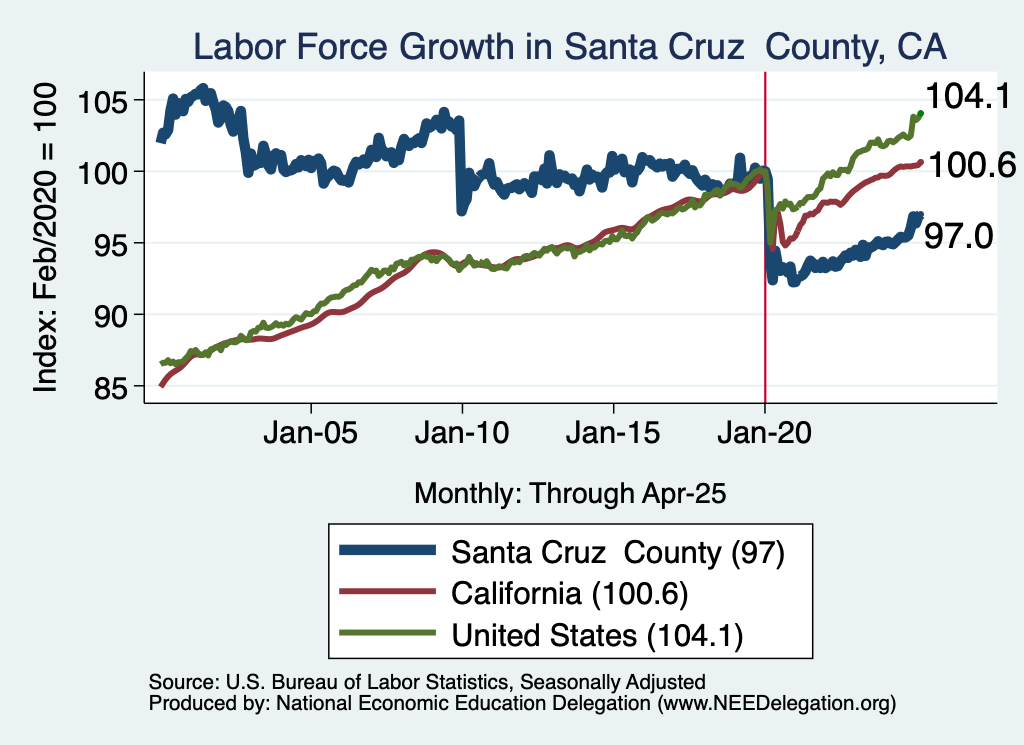 Labor Force Growth in Santa Cruz  County, CA
Index: Feb/2020 = 100
105
100
95
90
85
104.1
100.6
97.0
Jan-05 Jan-10 Jan-15 Jan-20
Monthly: Through Apr-25
Santa Cruz  County (97)
California (100.6)
United States (104.1)
Source: U.S. Bureau of Labor Statistics, Seasonally Adjusted
Produced by: National Economic Education Delegation (www.NEEDelegation.org)